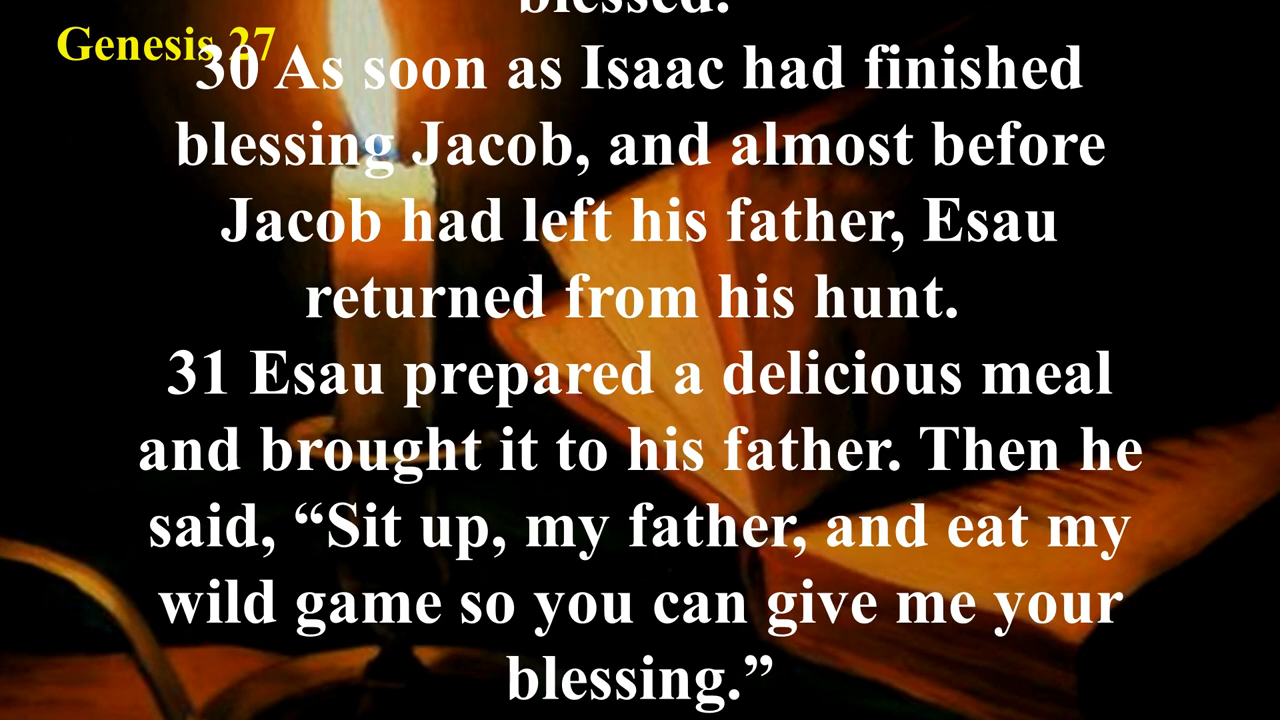 blessed.
Genesis 27
30 As soon as Isaac had finished
blessing Jacob, and almost before
Jacob had left his father, Esau
returned from his hunt.
31 Esau prepared a delicious meal
and brought it to his father. Then he
said, “Sit up, my father, and eat my
wild game so you can give me your
blessing.”